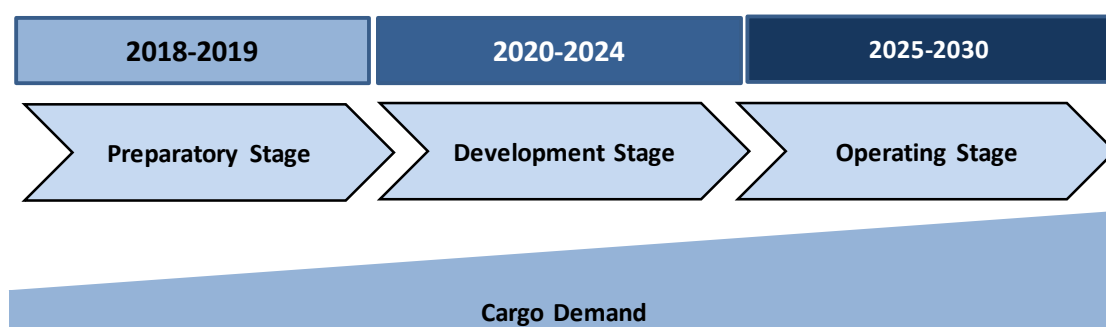 2018-2019
2020-2024
2025-2030
Preparatory Stage
Development Stage
Operating Stage
Cargo Demand